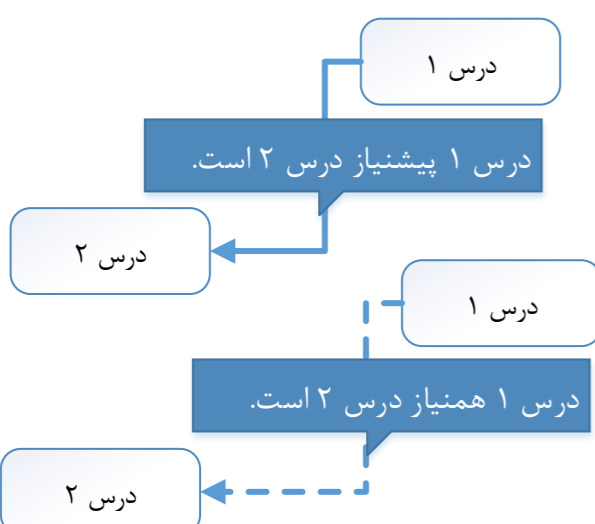 درس ۱
درس ۱ پیشنیاز درس ۲ است.
درس ۲
درس ۱
درس ۱ همنیاز درس ۲ است.
درس ۲